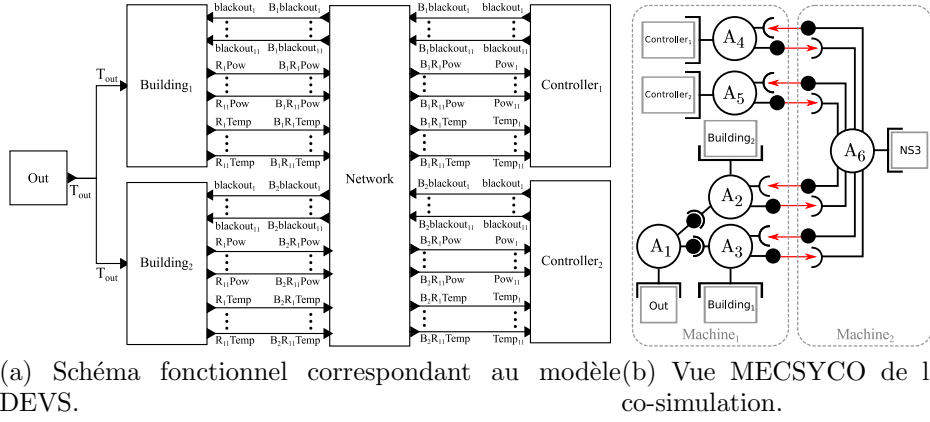 blackout₁
B₁blackout₁
blackout₁₁
B₁blackout₁₁
R₁Pow
B₁R₁Pow
R₁₁Pow
B₁R₁₁Pow
R₁Temp
B₁R₁Temp
R₁₁Temp
B₁R₁₁Temp
Building₁
Tout
Out
Tout
Tout
Building₂
blackout₁
B₂blackout₁
blackout₁₁
B₂blackout₁₁
R₁Pow
B₂R₁Pow
R₁₁Pow
B₂R₁₁Pow
R₁Temp
B₂R₁Temp
R₁₁Temp
B₂R₁₁Temp
Network
B₁blackout₁
blackout₁
B₁blackout₁₁
blackout₁₁
B₁R₁Pow
Pow₁
B₁R₁₁Pow
Pow₁₁
B₁R₁Temp
Temp₁
B₁R₁₁Temp
Temp₁₁
Controller₁
B₂blackout₁
blackout₁
B₂blackout₁₁
blackout₁₁
B₂R₁Pow
Pow₁
B₂R₁₁Pow
Pow₁₁
B₂R₁Temp
Temp₁
B₂R₁₁Temp
Temp₁₁
Controller₂
Controller₁
A₄
Controller₂
A₅
Building₂
A₂
A₁
A₃
Out
Building₁
A₆
NS3
Machine₁
Machine₂
(a) Schéma fonctionnel correspondant au modèle
DEVS.
(b) Vue MECSYCO de l
co-simulation.